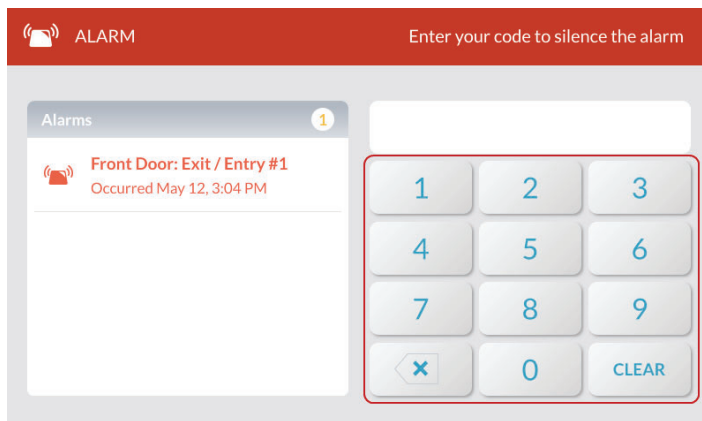 ALARM
Enter your code to silence the alarm
Alarms
1
Front Door: Exit / Entry #1
Occurred May 12, 3:04 PM
1 2 3
4 5 6
7 8 9
0 CLEAR